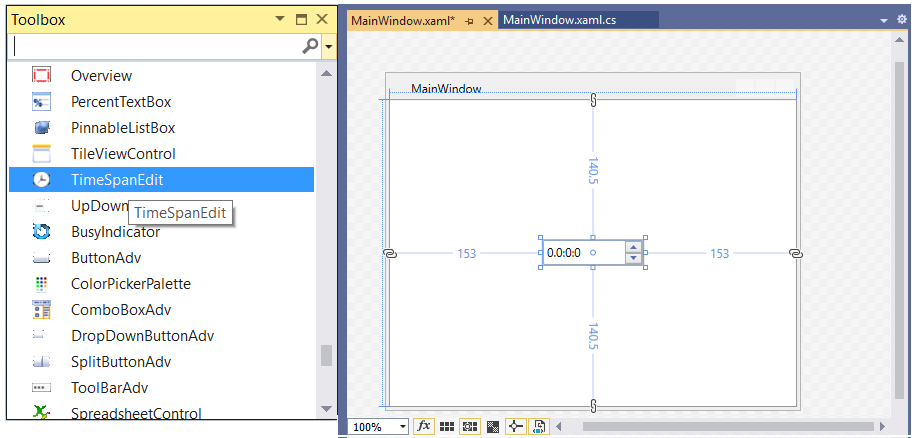 Toolbox
Overview
PercentTextBox
PinnableListBox
TileViewControl
TimeSpanEdit
UpDown
TimeSpanEdit
BusyIndicator
ButtonAdv
ColorPickerPalette
ComboBoxAdv
DropDownButtonAdv
SplitButtonAdv
ToolBarAdv
SpreadsheetControl
MainWindow.xaml*
MainWindow.xaml.cs
MainWindow
140.5
153
0.0:0:0
153
140.5
100%
fx